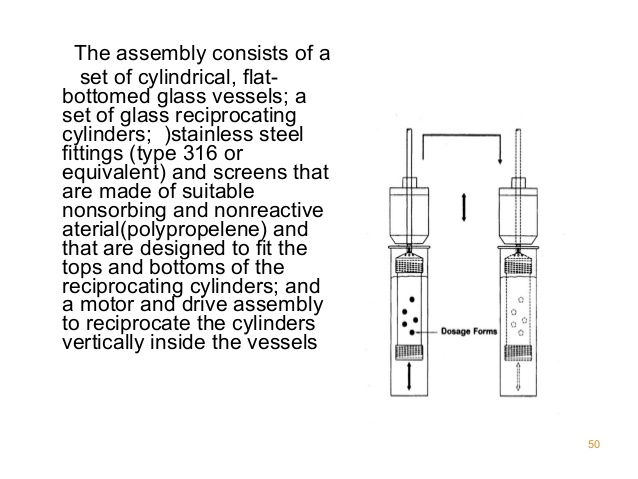 The assembly consists of a
set of cylindrical, flat-
bottomed glass vessels; a
set of glass reciprocating
cylinders;  )stainless steel
fittings (type 316 or
equivalent) and screens that
are made of suitable
nonsorbing and nonreactive
aterial(polypropelene) and
that are designed to fit the
tops and bottoms of the
reciprocating cylinders; and
a motor and drive assembly
to reciprocate the cylinders
vertically inside the vessels
Dosage Forms
50